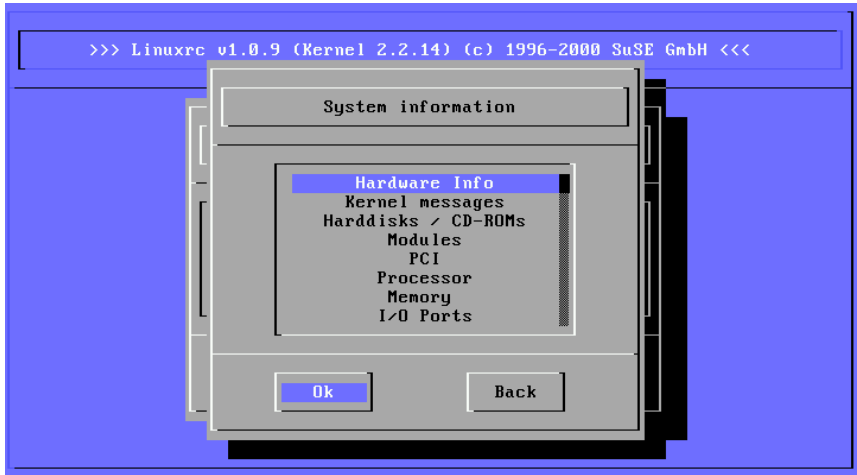 >>> Linuxrc v1.0.9 (Kernel 2.2.14) (c) 1996-2000 SuSE GmbH <<<
System information
Hardware Info
Kernel messages
Harddisks / CD-ROMs
Modules
PCI
Processor
Memory
I/O Ports
Ok Back